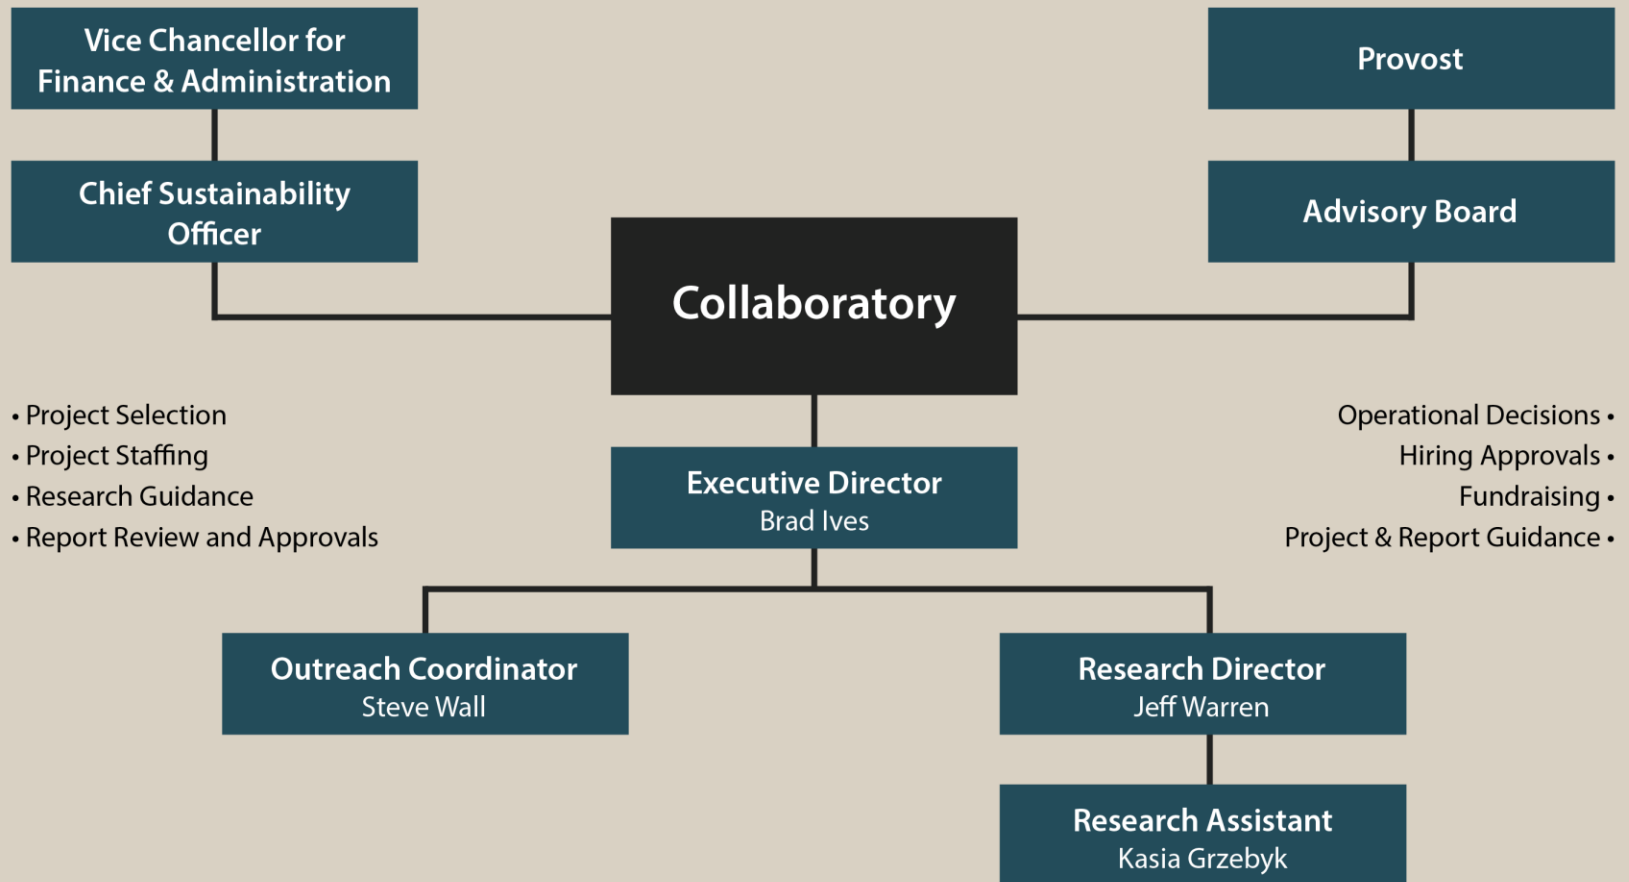 Vice Chancellor for
Finance & Administration
Provost
Chief Sustainability
Officer
Advisory Board
Collaboratory
• Project Selection
• Project Staffing
• Research Guidance
• Report Review and Approvals
Operational Decisions •
Hiring Approvals •
Fundraising •
Project & Report Guidance •
Executive Director
Brad Ives
Outreach Coordinator
Steve Wall
Research Director
Jeff Warren
Research Assistant
Kasia Grzebyk